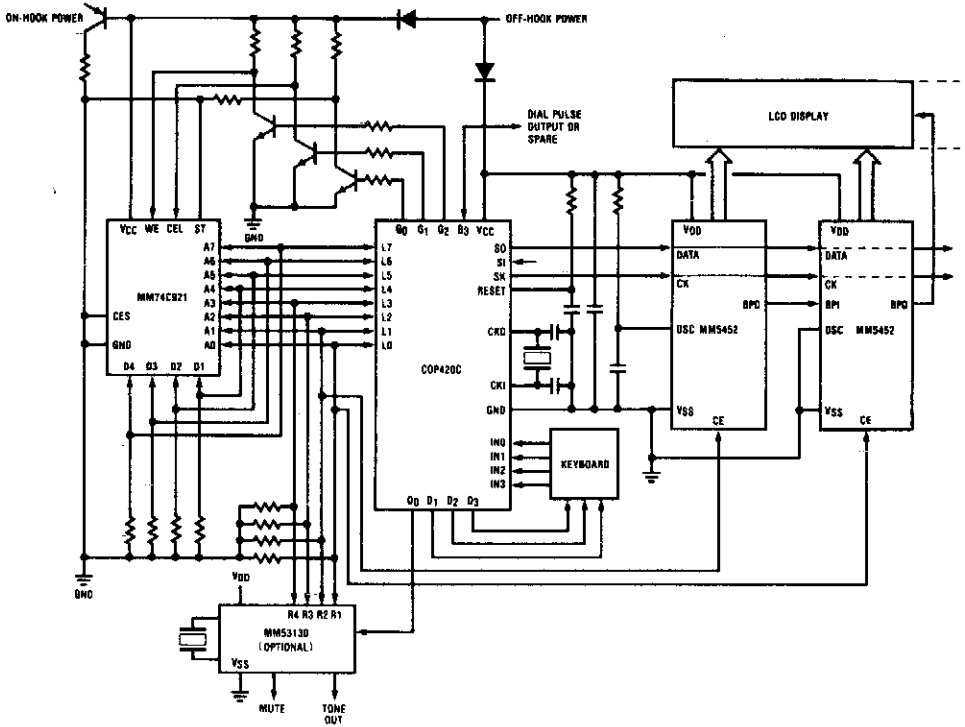 ON-HOOK POWER
OFF-HOOK POWER
DIAL PULSE
OUTPUT OR
SPARE
LCD DISPLAY
GND
VCC WE CEL ST
MM74C921
A7
A6
A5
A4
A3
A2
A1
A0
CES
GND
D4 D3 D2 D1
G0 G1 G2 B3 VCC
L7
L6
L5
L4
L3
L2
L1
L0
COP420C
SO
SI
SK
RESET
CKO
CKI
GND
IN0
IN1
IN2
IN3
D0 D1 D2 D3
KEYBOARD
VDD
DATA
CK
BPO
OSC MM5452
VSS
CE
VDD
DATA
CK
BPI
BPO
OSC MM5452
VSS
CE
GND
VDD
R4 R3 R2 R1
MM53130
(OPTIONAL)
VSS
MUTE
TONE
OUT